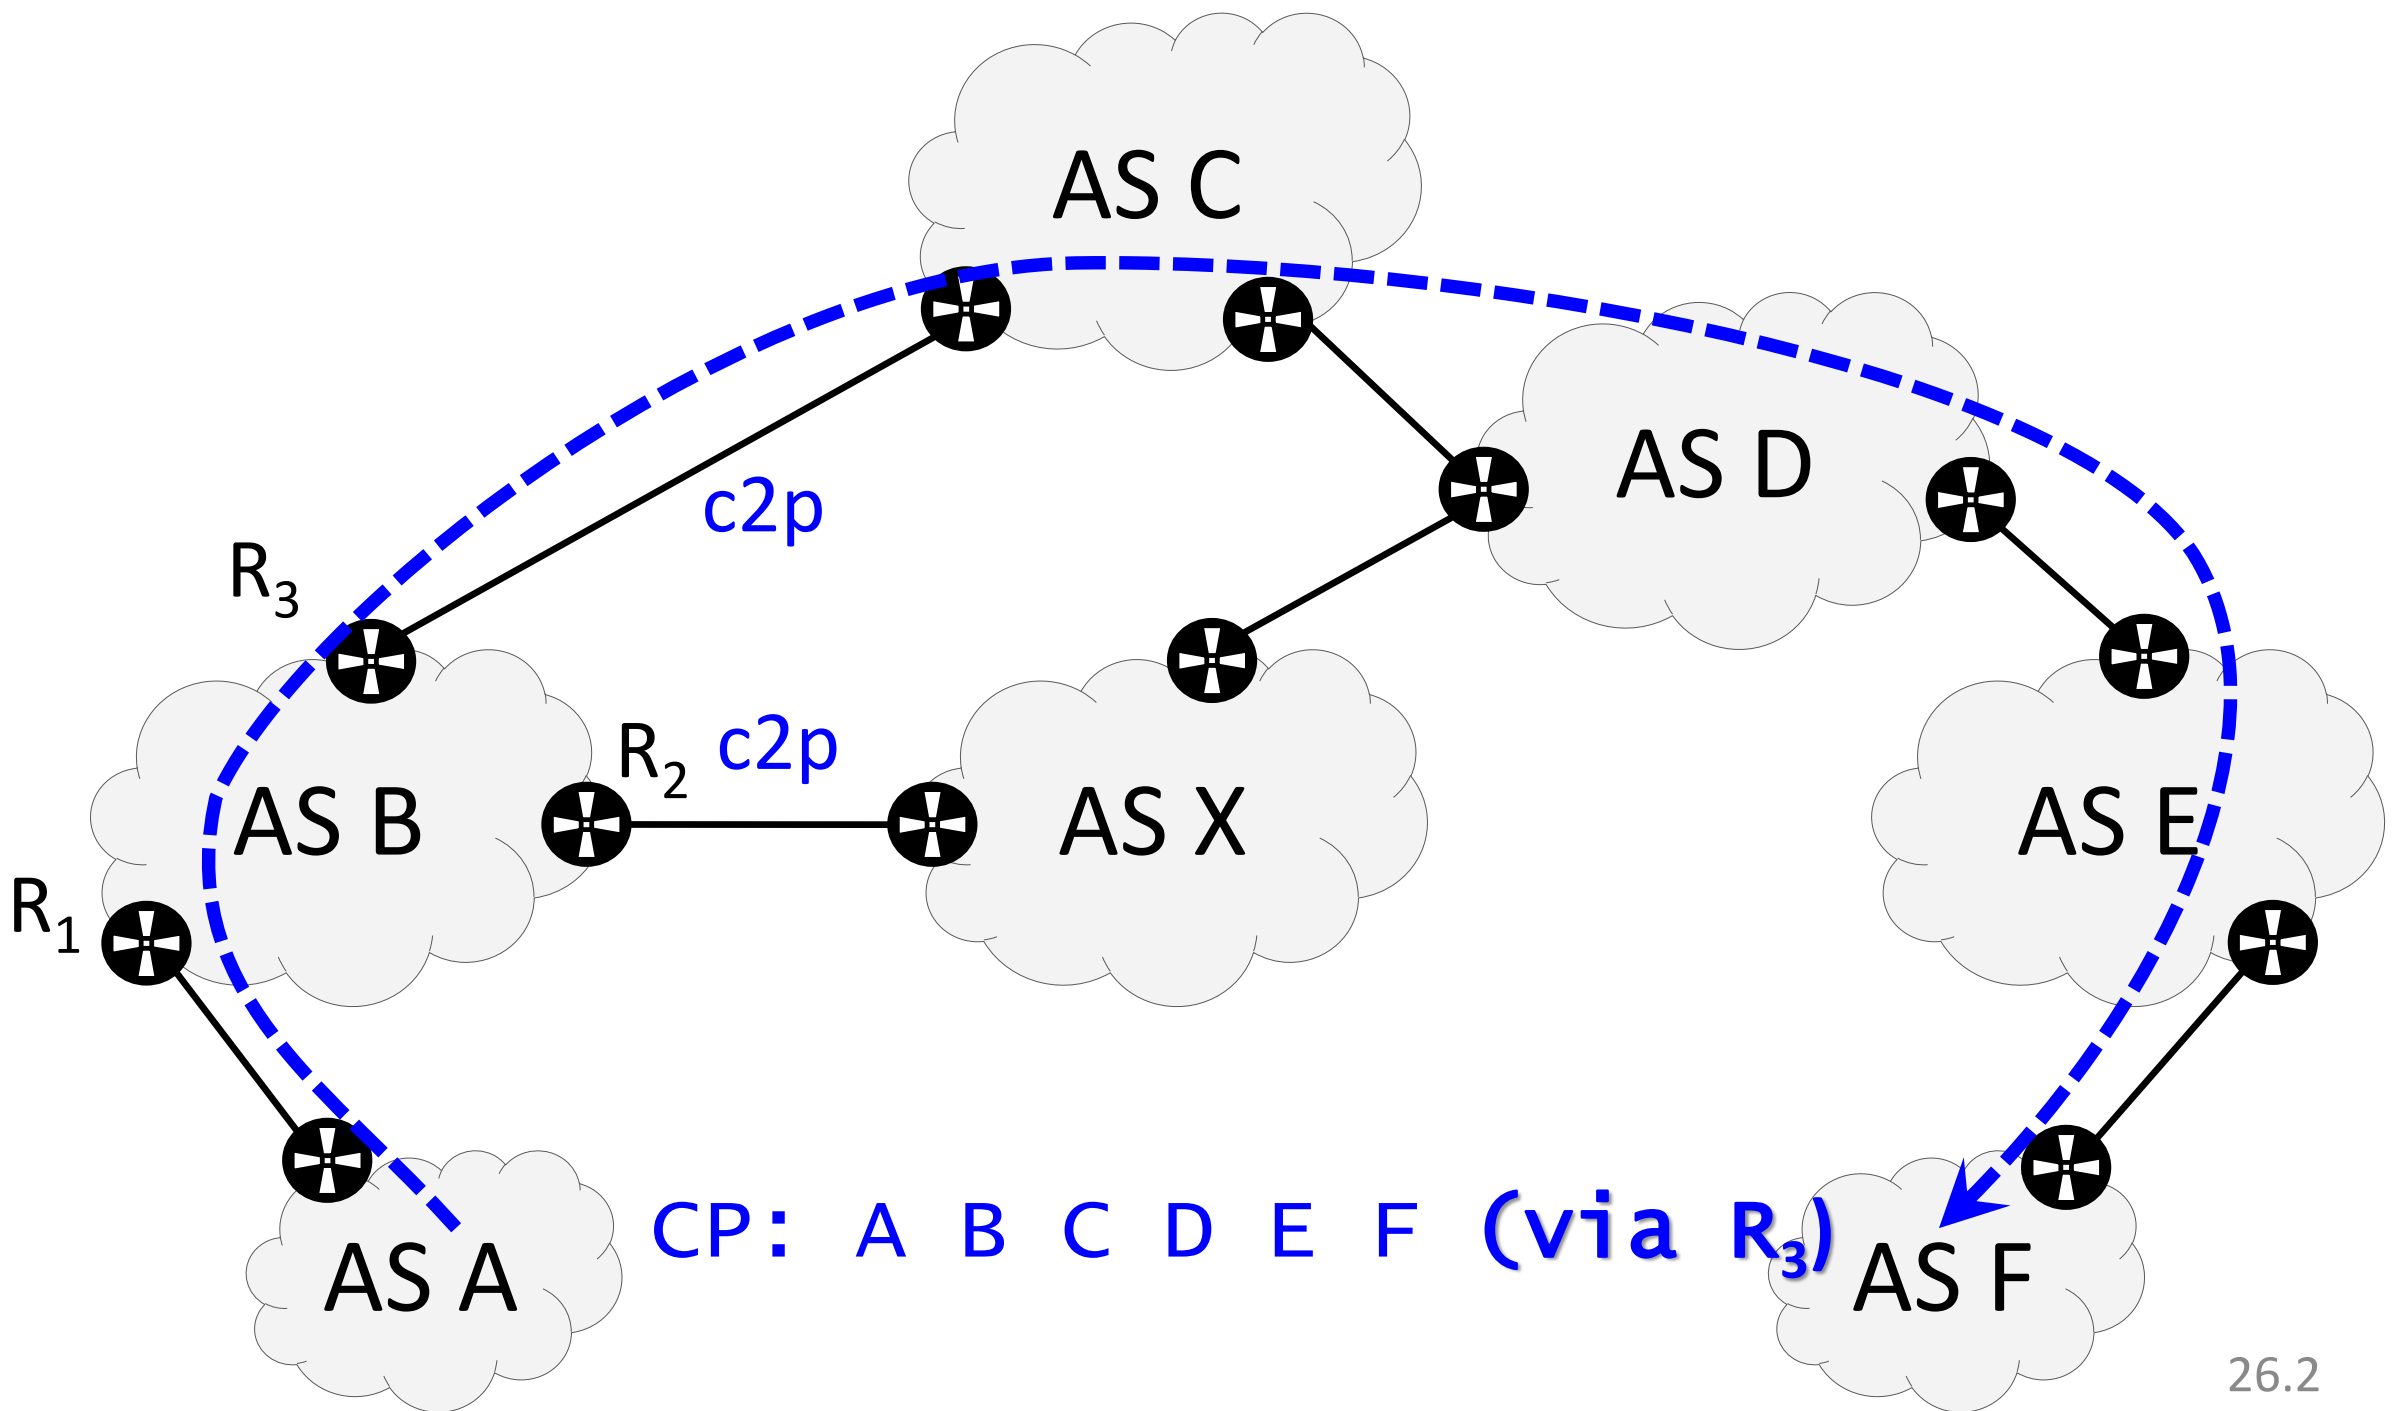 AS C
AS D
c2p
R3
R2 c2p
AS B
AS X
AS E
R1
CP: A B C D E F (via R3)
AS A
AS F
26.2